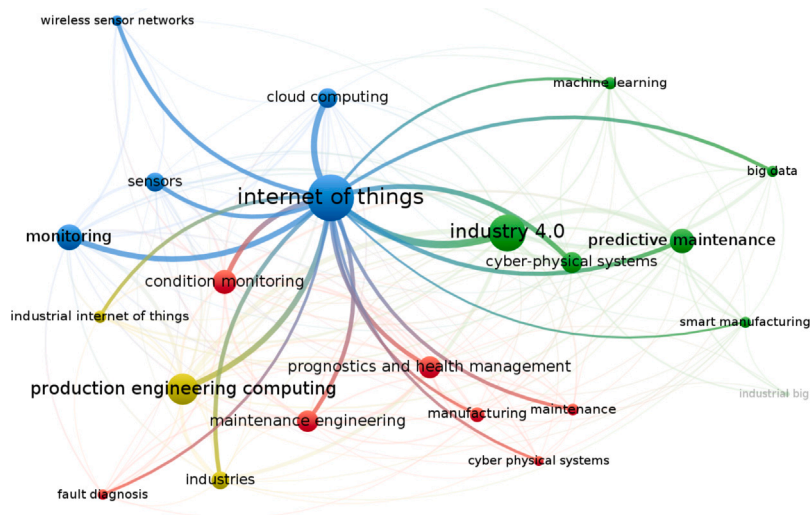 wireless sensor networks
machine learning
cloud computing
big data
sensors
internet of things
monitoring
industry 4.0
predictive maintenance
cyber-physical systems
condition monitoring
industrial internet of things
smart manufacturing
prognostics and health management
production engineering computing
industrial big
manufacturing
maintenance
maintenance engineering
cyber physical systems
industries
fault diagnosis